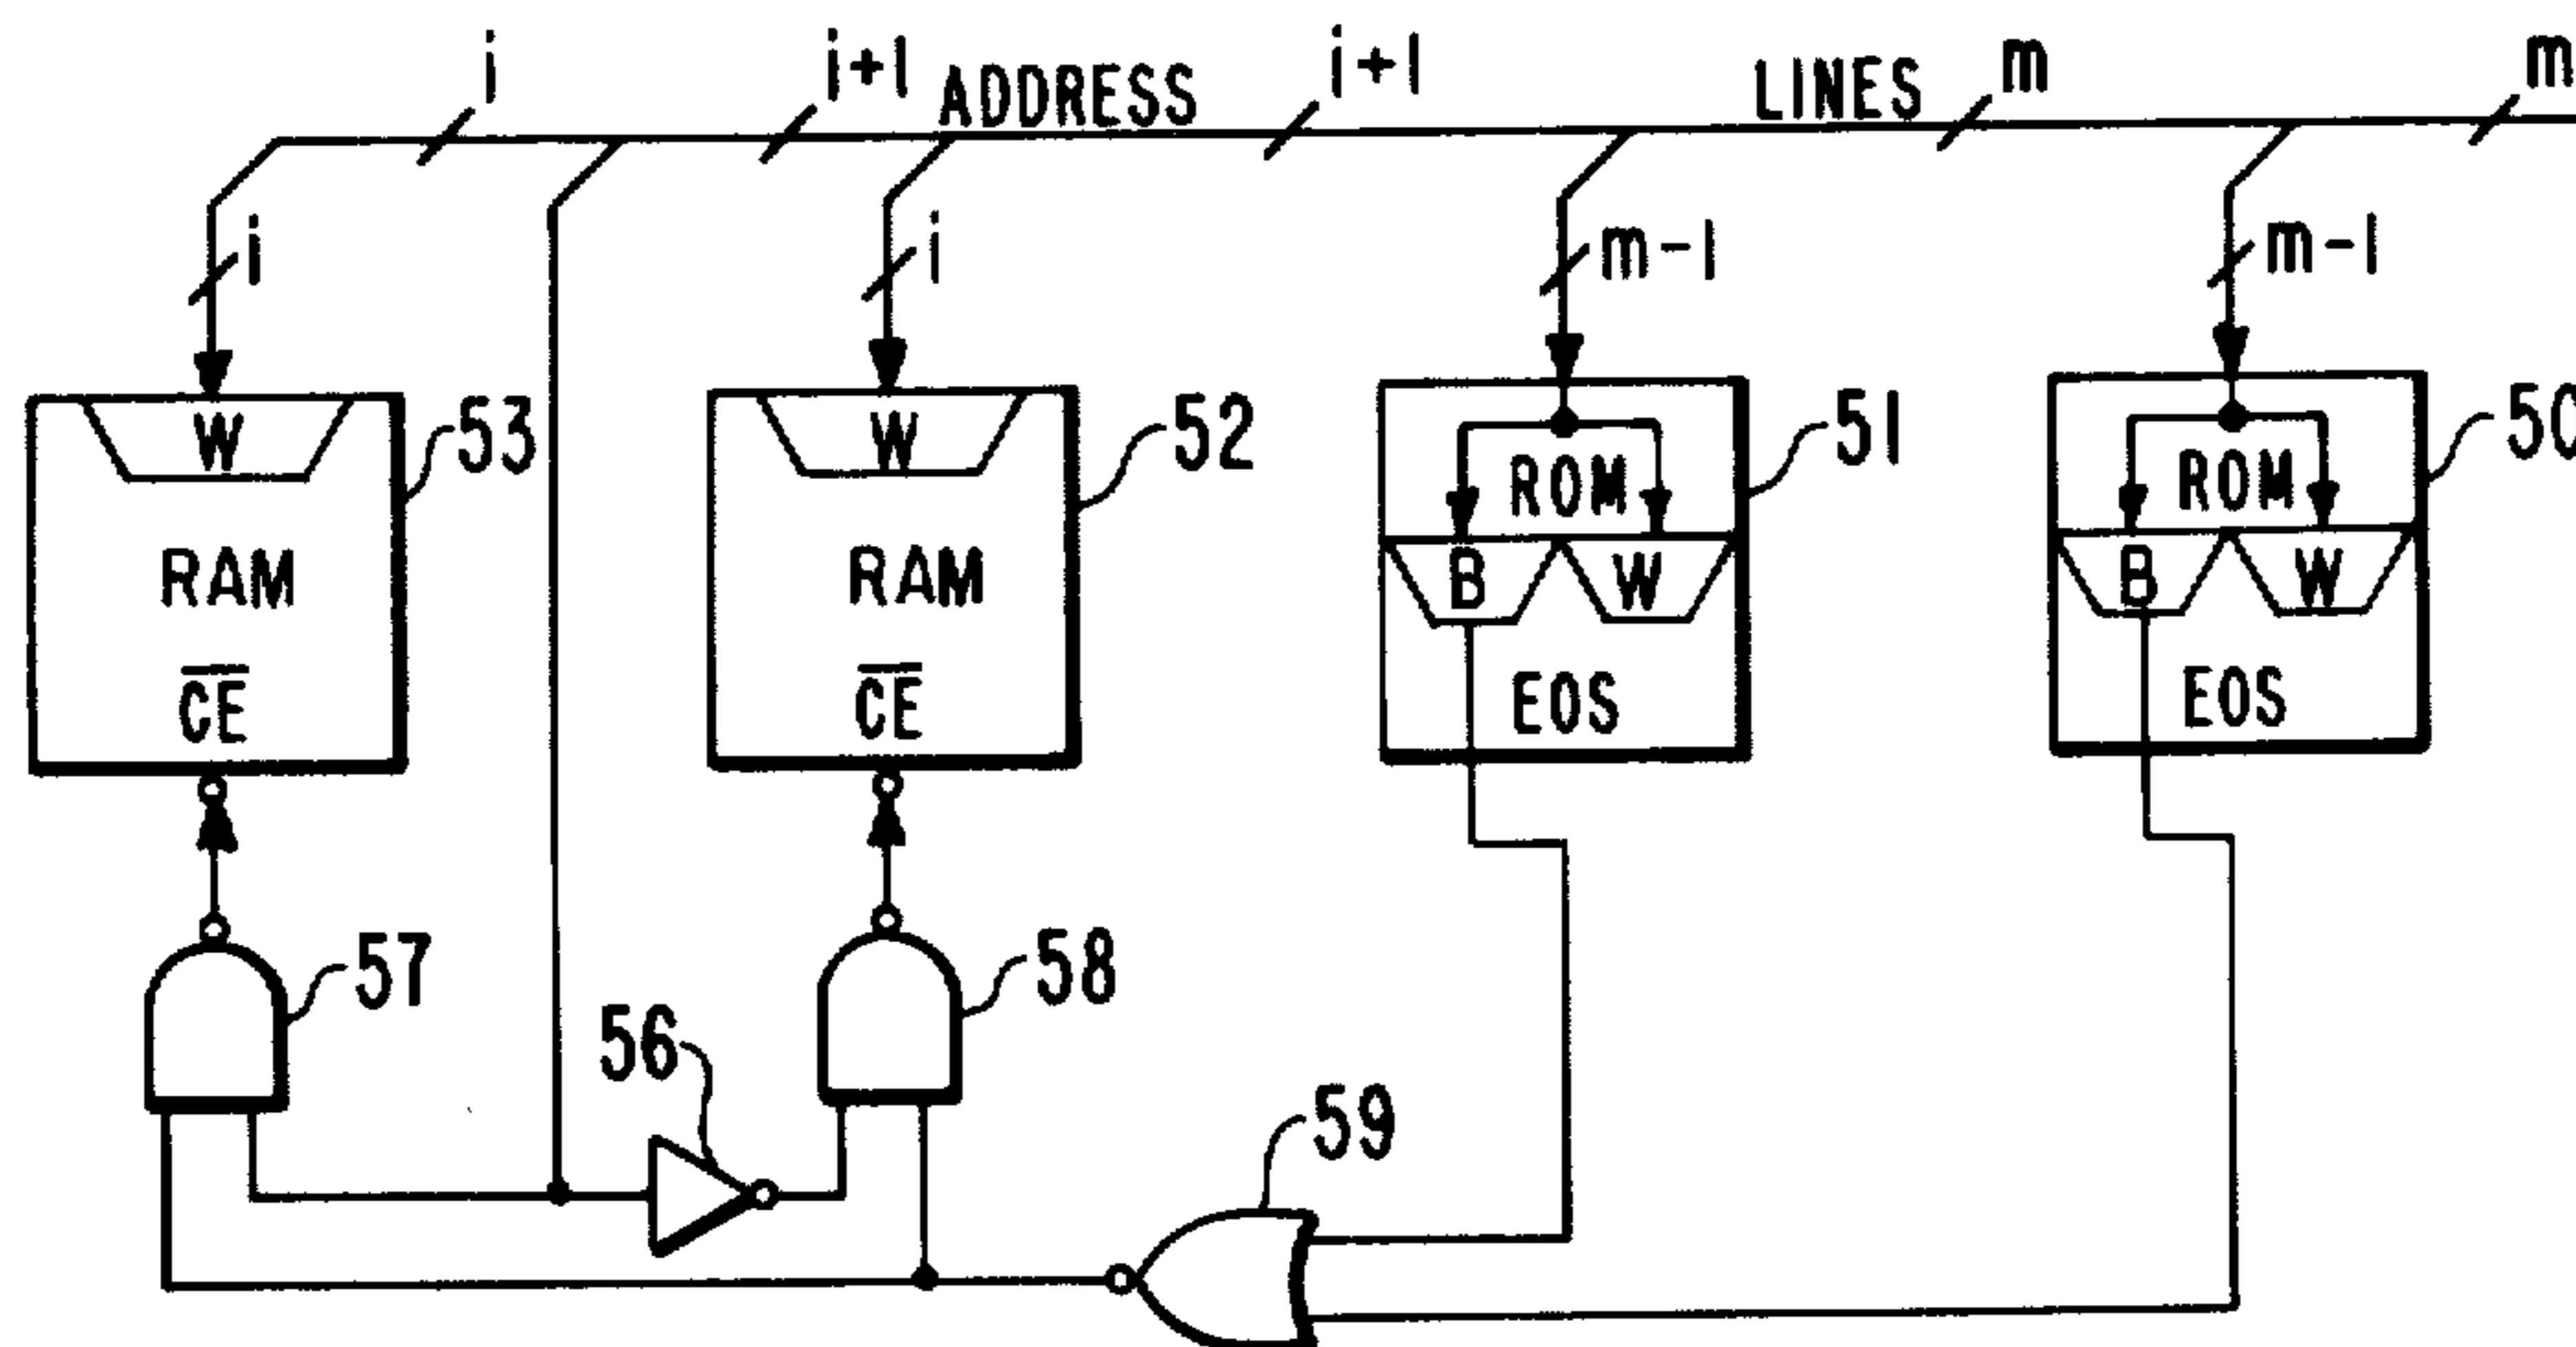 i i+1 ADDRESS i+1 LINES m m
i i m-1 m-1
W 53 W 52 ROM 51 ROM 50
B W B W
RAM RAM
CE CE EOS EOS
57 56 58
59